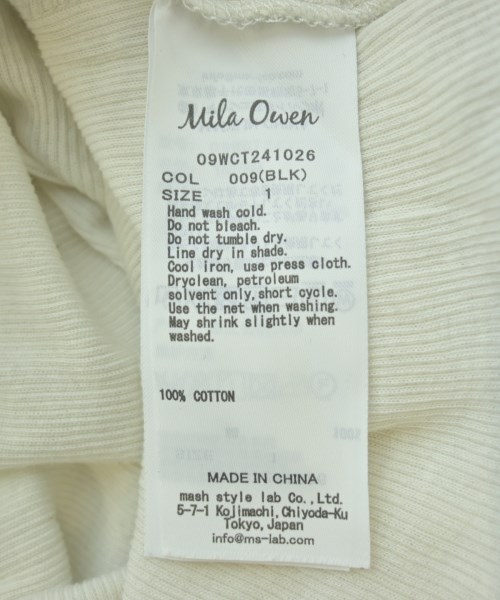 Mila Owen
09WCT241026
COL 009(BLK)
SIZE 1
Hand wash cold.
Do not bleach.
Do not tumble dry.
Line dry in shade.
Cool iron, use press cloth.
Dryclean, petroleum
solvent only,short cycle.
Use the net when washing.
May shrink slightly when
washed.
100% COTTON
MADE IN CHINA
mash style lab Co.,Ltd.
5-7-1 Kojimachi,Chiyoda-Ku
Tokyo,Japan
info@ms-lab.com